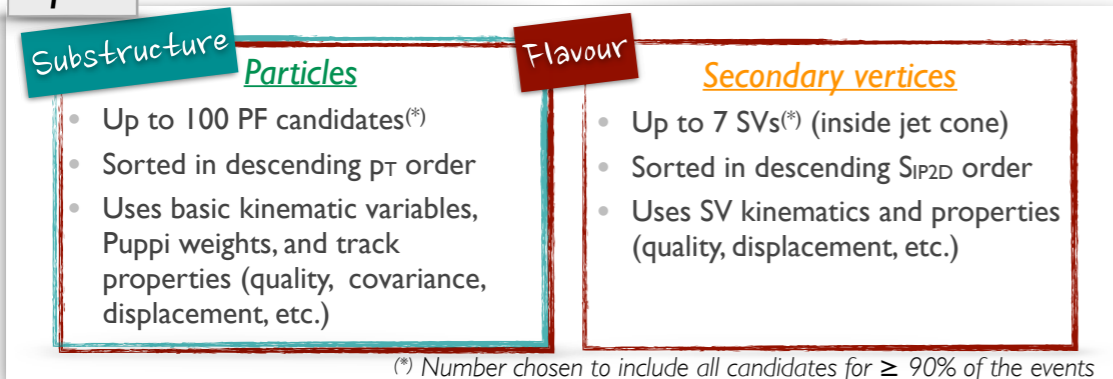 Substructure
Flavour
Particles
• Up to 100 PF candidates(*)
• Sorted in descending pT order
• Uses basic kinematic variables,
Puppi weights, and track
properties (quality, covariance,
displacement, etc.)
Secondary vertices
• Up to 7 SVs(*) (inside jet cone)
• Sorted in descending SIP2D order
• Uses SV kinematics and properties
(quality, displacement, etc.)
(*) Number chosen to include all candidates for ≥ 90% of the events